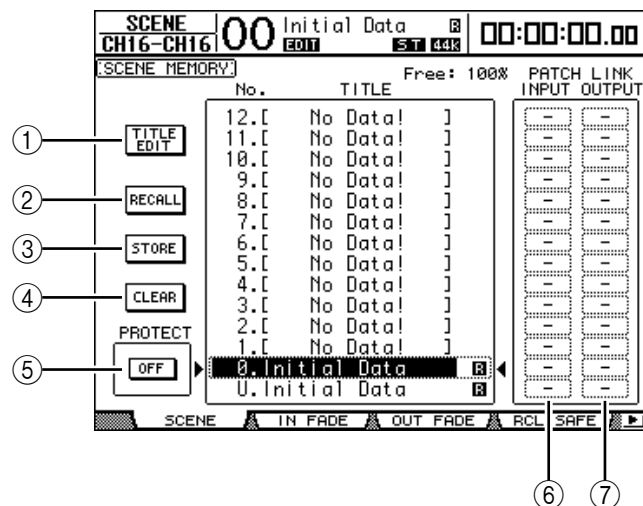 SCENE 00 Initial Data R 00:00:00.00
CH16-CH16 EDIT ST 44K
SCENE MEMORY Free: 100% PATCH LINK
No. TITLE INPUT OUTPUT
12.[ No Data! ] - -
① TITLE EDIT 11.[ No Data! ] - -
10.[ No Data! ] - -
9.[ No Data! ] - -
② RECALL 8.[ No Data! ] - -
7.[ No Data! ] - -
③ STORE 6.[ No Data! ] - -
5.[ No Data! ] - -
④ CLEAR 4.[ No Data! ] - -
3.[ No Data! ] - -
PROTECT 2.[ No Data! ] - -
1.[ No Data! ] - -
⑤ OFF 0.Initial Data R - -
U.Initial Data R - -
SCENE IN FADE OUT FADE RCL SAFE
⑥ ⑦